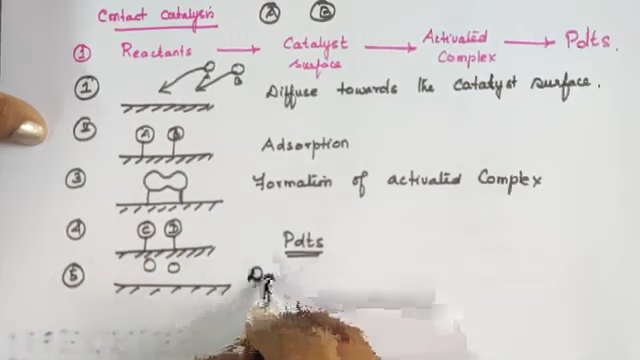 Contact catalysis
A B
① Reactants → Catalyst surface → Activated Complex → Pdts.
① A B Diffuse towards the catalyst surface.
② A B Adsorption
③ Formation of activated Complex
④ C D Pdts
⑤